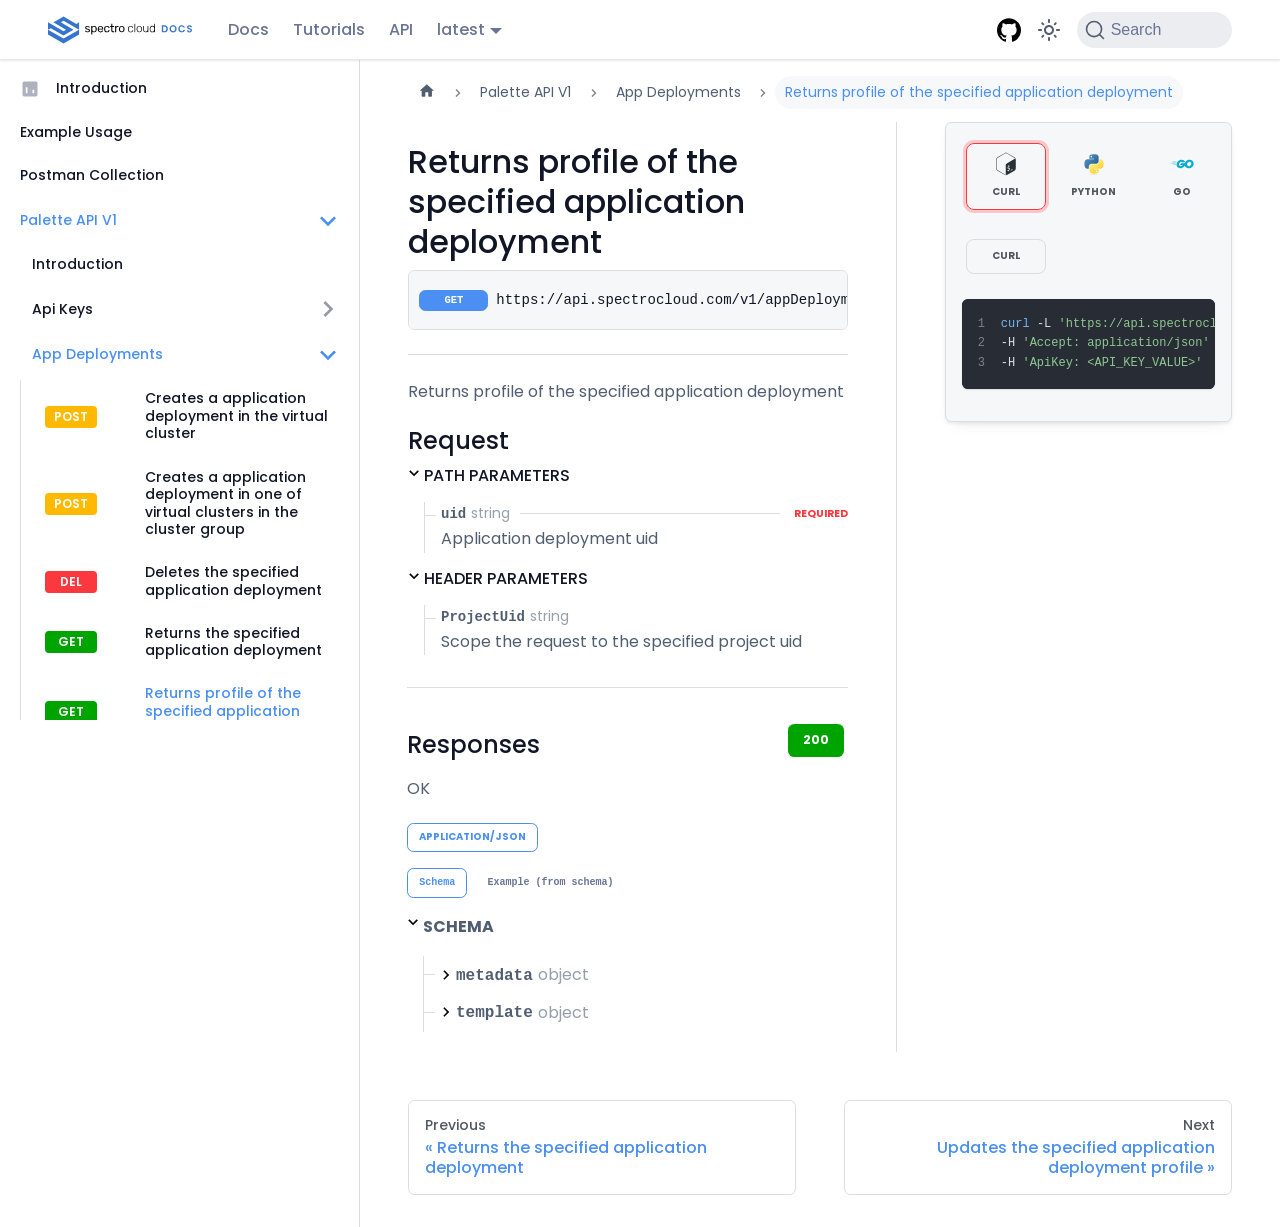 spectro cloud DOCS
Docs
Tutorials
API
latest
Search
Introduction
Example Usage
Postman Collection
Palette API V1
Introduction
Api Keys
App Deployments
POST
Creates a application
deployment in the virtual
cluster
POST
Creates a application
deployment in one of
virtual clusters in the
cluster group
DEL
Deletes the specified
application deployment
GET
Returns the specified
application deployment
GET
Returns profile of the
specified application
Palette API V1
App Deployments
Returns profile of the specified application deployment
Returns profile of the
specified application
deployment
GET
https://api.spectrocloud.com/v1/appDeploym
Returns profile of the specified application deployment
Request
PATH PARAMETERS
uid string
REQUIRED
Application deployment uid
HEADER PARAMETERS
ProjectUid string
Scope the request to the specified project uid
Responses
200
OK
APPLICATION/JSON
Schema
Example (from schema)
SCHEMA
metadata object
template object
CURL
PYTHON
GO
CURL
1 curl -L 'https://api.spectrocl
2 -H 'Accept: application/json'
3 -H 'ApiKey: <API_KEY_VALUE>'
Previous
« Returns the specified application
deployment
Next
Updates the specified application
deployment profile »